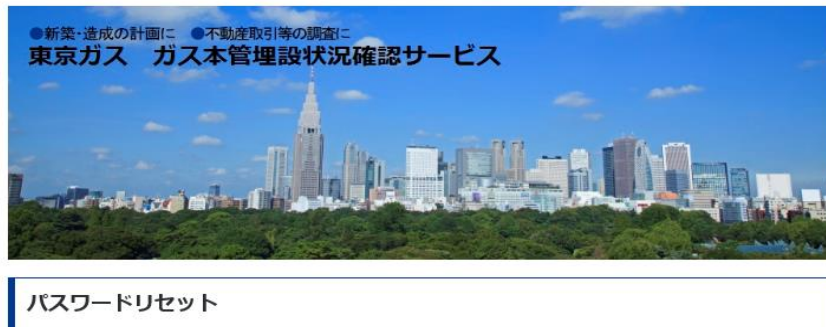 ●新築・造成の計画に　●不動産取引等の調査に
東京ガス　ガス本管埋設状況確認サービス
パスワードリセット